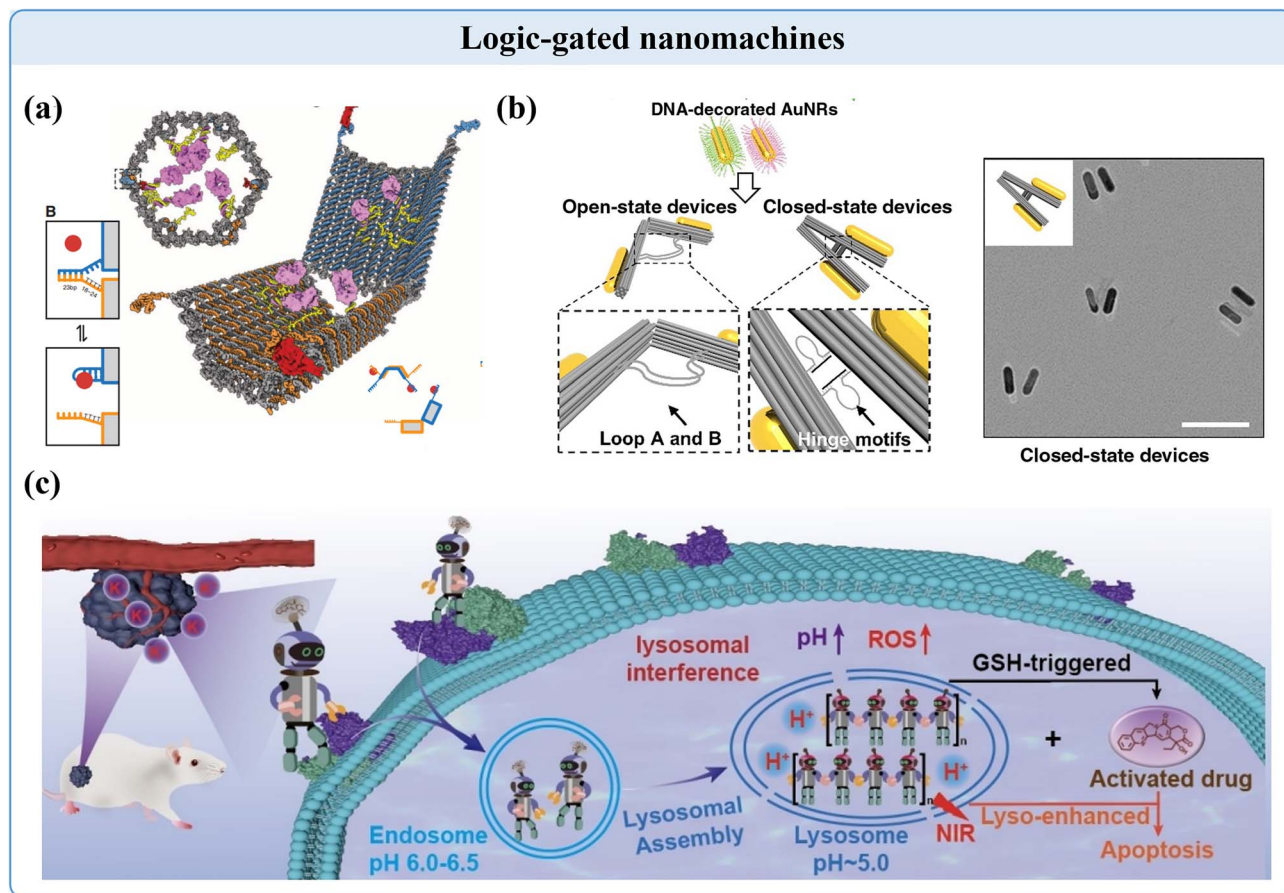 Logic-gated nanomachines
(a)
B
23bp
18-24
(b)
DNA-decorated AuNRs
Open-state devices
Closed-state devices
Loop A and B
Hinge motifs
Closed-state devices
(c)
K⁺
K⁺
K⁺
K⁺
lysosomal
interference
pH ↑
ROS ↑
GSH-triggered
H⁺
H⁺
H⁺
H⁺
n
n
+
Activated drug
Endosome
pH 6.0-6.5
Lysosomal
Assembly
Lysosome
pH~5.0
NIR
Lyso-enhanced
Apoptosis